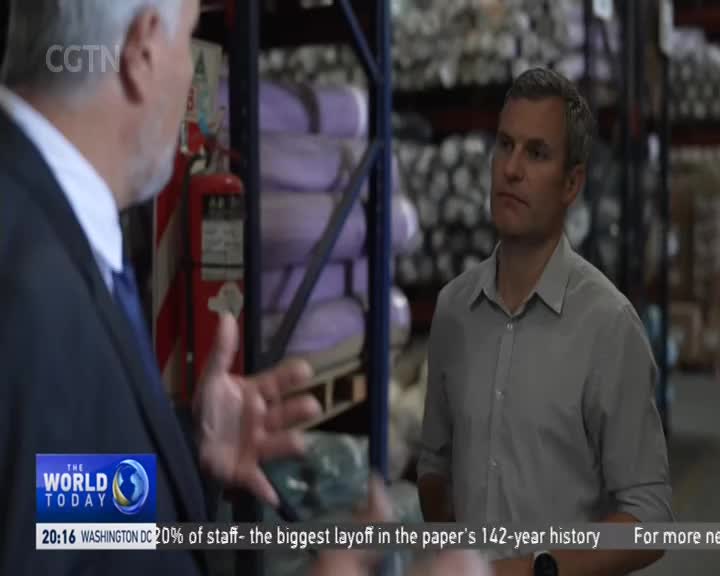 CGTN
THE
WORLD
TODAY
20:16 WASHINGTON DC 20% of staff- the biggest layoff in the paper's 142-year history For more ne